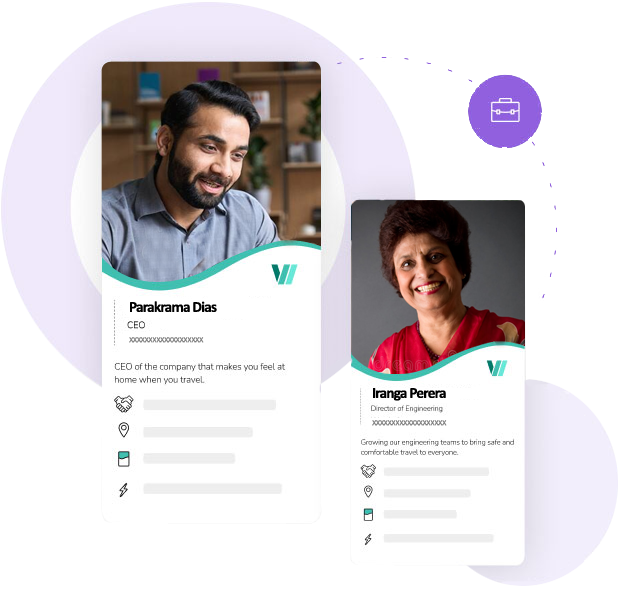 Parakrama Dias
CEO
xxxxxxxxxxxxxxxxxxx
CEO of the company that makes you feel at
home when you travel.
Iranga Perera
Director of Engineering
xxxxxxxxxxxxxxxxxxx
Growing our engineering teams to bring safe and
comfortable travel to everyone.